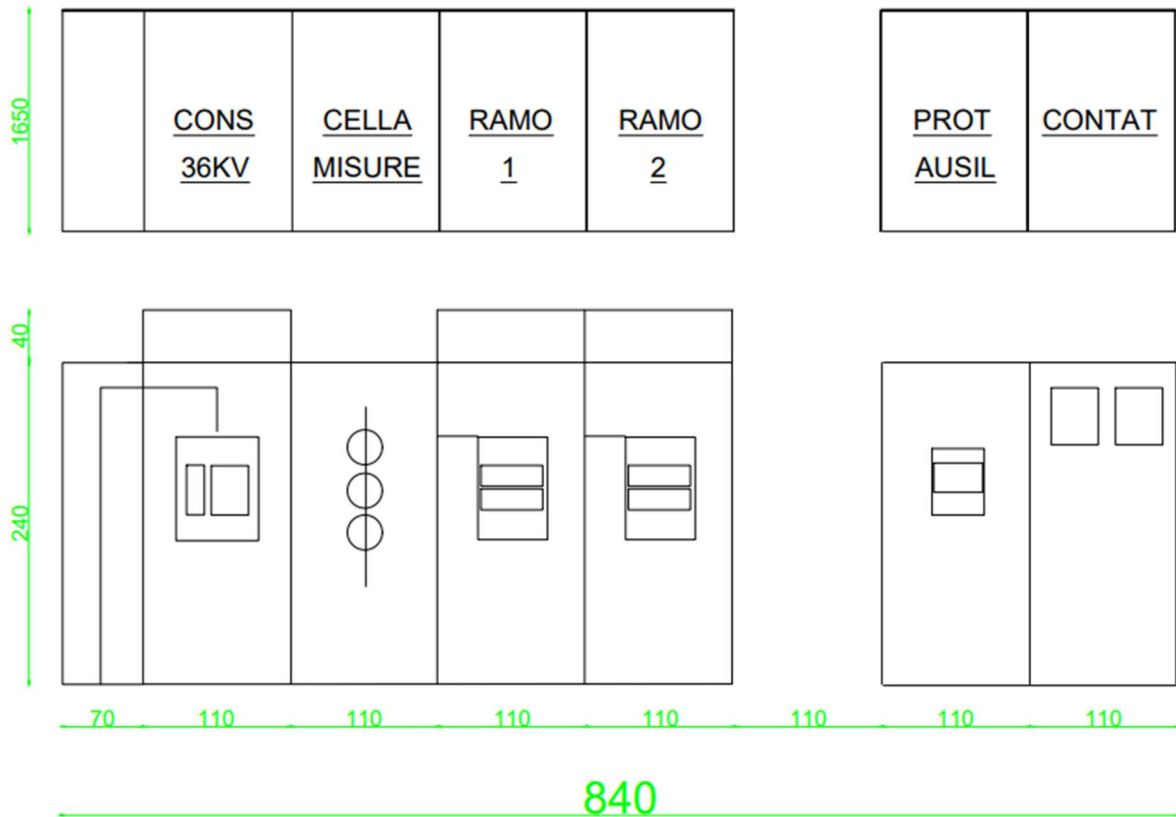 1650
CONS
36KV
CELLA
MISURE
RAMO
1
RAMO
2
PROT
AUSIL
CONTAT
40
240
70 110 110 110 110 110 110 110
840